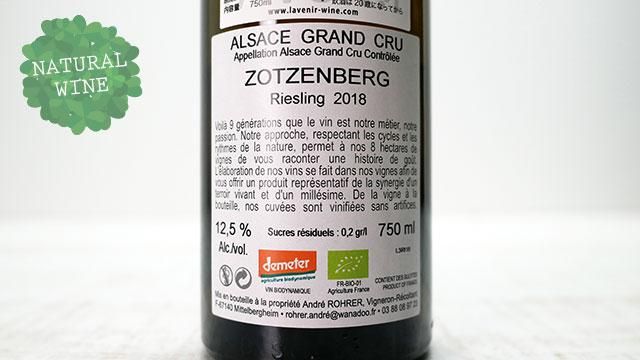 NATURAL
WINE
750ml
www.lavenir-wine.com
ALSACE GRAND CRU
Appellation Alsace Grand Cru Contrôlée
ZOTZENBERG
Riesling 2018
Voilà 9 générations que le vin est notre métier, notre
passion. Notre approche, respectant les cycles et les
rythmes de la nature, permet à nos 8 hectares de
vignes de vous raconter une histoire de goût.
L'élaboration de nos vins se fait dans nos vignes afin de
vous offrir un produit représentatif de la synergie d'un
terroir vivant et d'un millésime. De la vigne à la
bouteille, nos cuvées sont vinifiées sans artifices.
12,5 % Sucres résiduels : 0,2 gr/l 750 ml
Alc./vol.
demeter
agriculture biodynamique
VIN BIODYNAMIQUE
FR-BIO-01
Agriculture France
CONTIENT DES SULFITES
PRODUCT OF FRANCE
Mis en bouteille à la propriété André ROHRER, Vigneron-Récoltant,
F-67140 Mittelbergheim • rohrer.andré@wanadoo.fr • 03 88 08